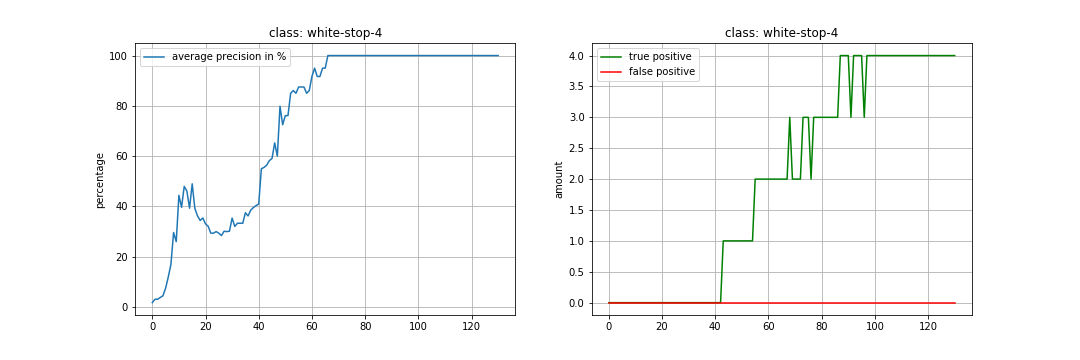 class: white-stop-4
average precision in %
percentage
100
80
60
40
20
0
0 20 40 60 80 100 120
class: white-stop-4
true positive
false positive
amount
4.0
3.5
3.0
2.5
2.0
1.5
1.0
0.5
0.0
0 20 40 60 80 100 120